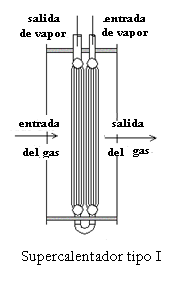 salida entrada
de vapor de vapor
entrada salida
del gas del gas
Supercalentador tipo I